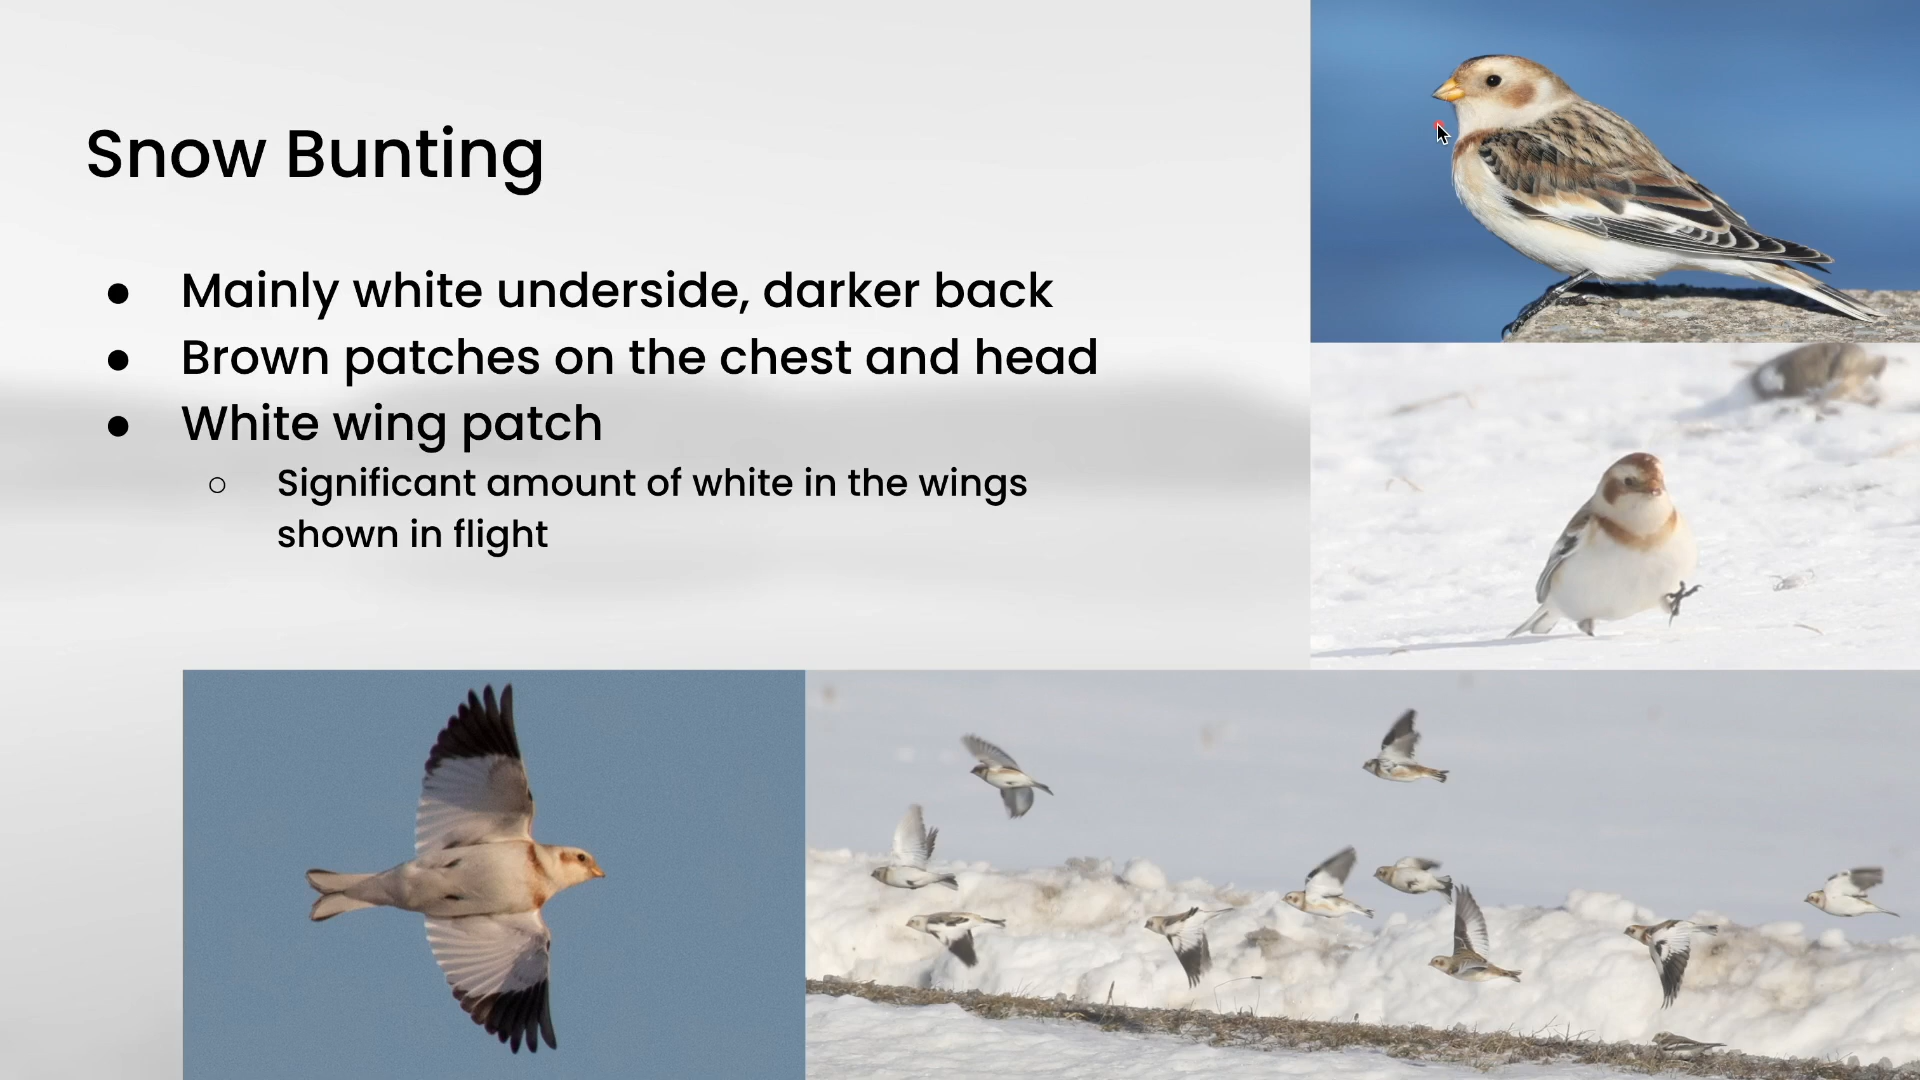 Snow Bunting
● Mainly white underside, darker back
● Brown patches on the chest and head
● White wing patch
○ Significant amount of white in the wings
shown in flight